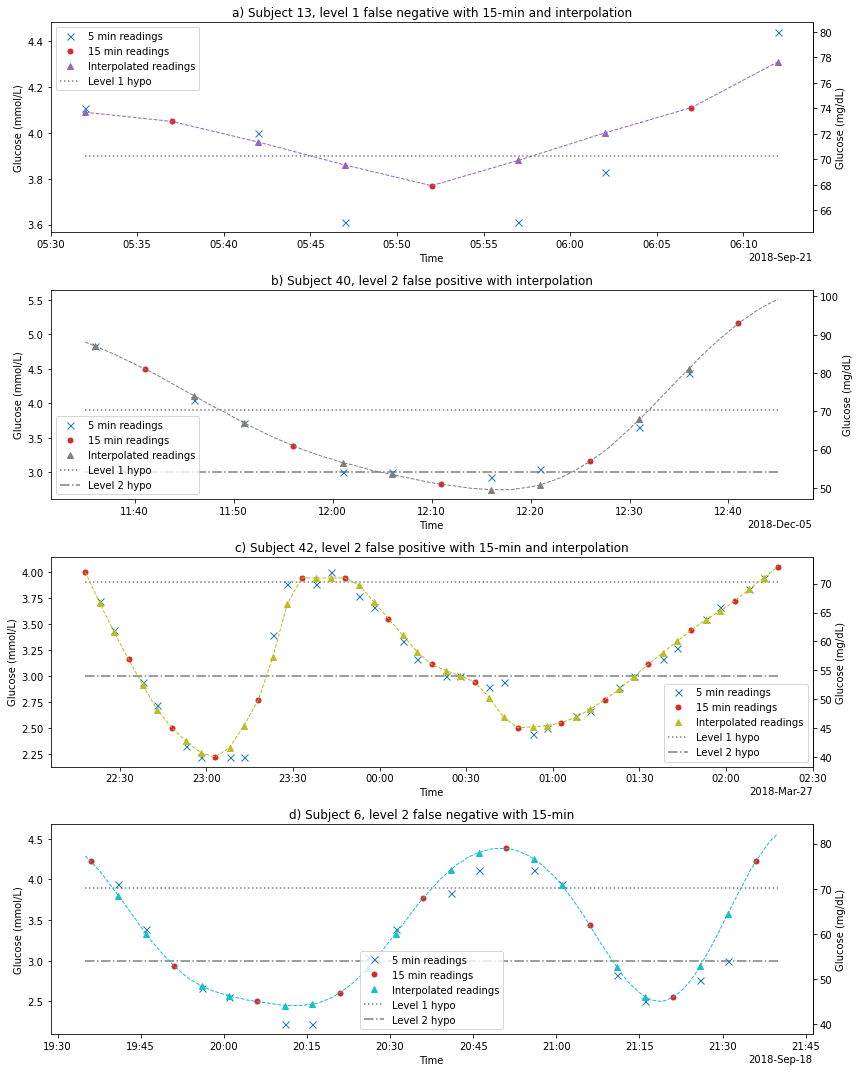 a) Subject 13, level 1 false negative with 15-min and interpolation
4.4
4.2
4.0
3.8
3.6
Glucose (mmol/L)
5 min readings
15 min readings
Interpolated readings
Level 1 hypo
80
78
76
74
72
70
68
66
Glucose (mg/dL)
05:30 05:35 05:40 05:45 05:50 05:55 06:00 06:05 06:10
Time
2018-Sep-21
b) Subject 40, level 2 false positive with interpolation
5.5
5.0
4.5
4.0
3.5
3.0
Glucose (mmol/L)
5 min readings
15 min readings
Interpolated readings
Level 1 hypo
Level 2 hypo
100
90
80
70
60
50
Glucose (mg/dL)
11:40 11:50 12:00 12:10 12:20 12:30 12:40
Time
2018-Dec-05
c) Subject 42, level 2 false positive with 15-min and interpolation
4.00
3.75
3.50
3.25
3.00
2.75
2.50
2.25
Glucose (mmol/L)
5 min readings
15 min readings
Interpolated readings
Level 1 hypo
Level 2 hypo
70
65
60
55
50
45
40
Glucose (mg/dL)
22:30 23:00 23:30 00:00 00:30 01:00 01:30 02:00 02:30
Time
2018-Mar-27
d) Subject 6, level 2 false negative with 15-min
4.5
4.0
3.5
3.0
2.5
Glucose (mmol/L)
5 min readings
15 min readings
Interpolated readings
Level 1 hypo
Level 2 hypo
80
70
60
50
40
Glucose (mg/dL)
19:30 19:45 20:00 20:15 20:30 20:45 21:00 21:15 21:30 21:45
Time
2018-Sep-18